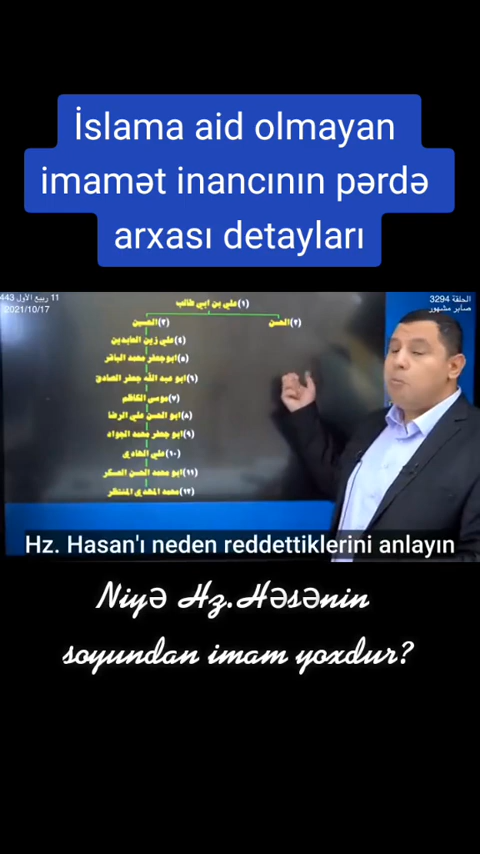 İslama aid olmayan
imamət inancının pərdə
arxası detayları
11 ربيع الأول 443
2021/10/17
الحلقة 3294
صابر مشهور
(١)علي بن ابي طالب
(٣)الحسين
(٢)الحسن
(٤)علي زين العابدين
(٥)ابوجعفر محمد الباقر
(٦)ابو عبد الله جعفر الصادق
(٧)موسى الكاظم
(٨)ابو الحسن علي الرضا
(٩)ابو جعفر محمد الجواد
(١٠)علي الهادي
(١١)ابو محمد الحسن العسكر
(١٢)محمد المهدي المنتظر
Hz. Hasan'ı neden reddettiklerini anlayın
Niyə Hz.Həsənin
soyundan imam yoxdur?